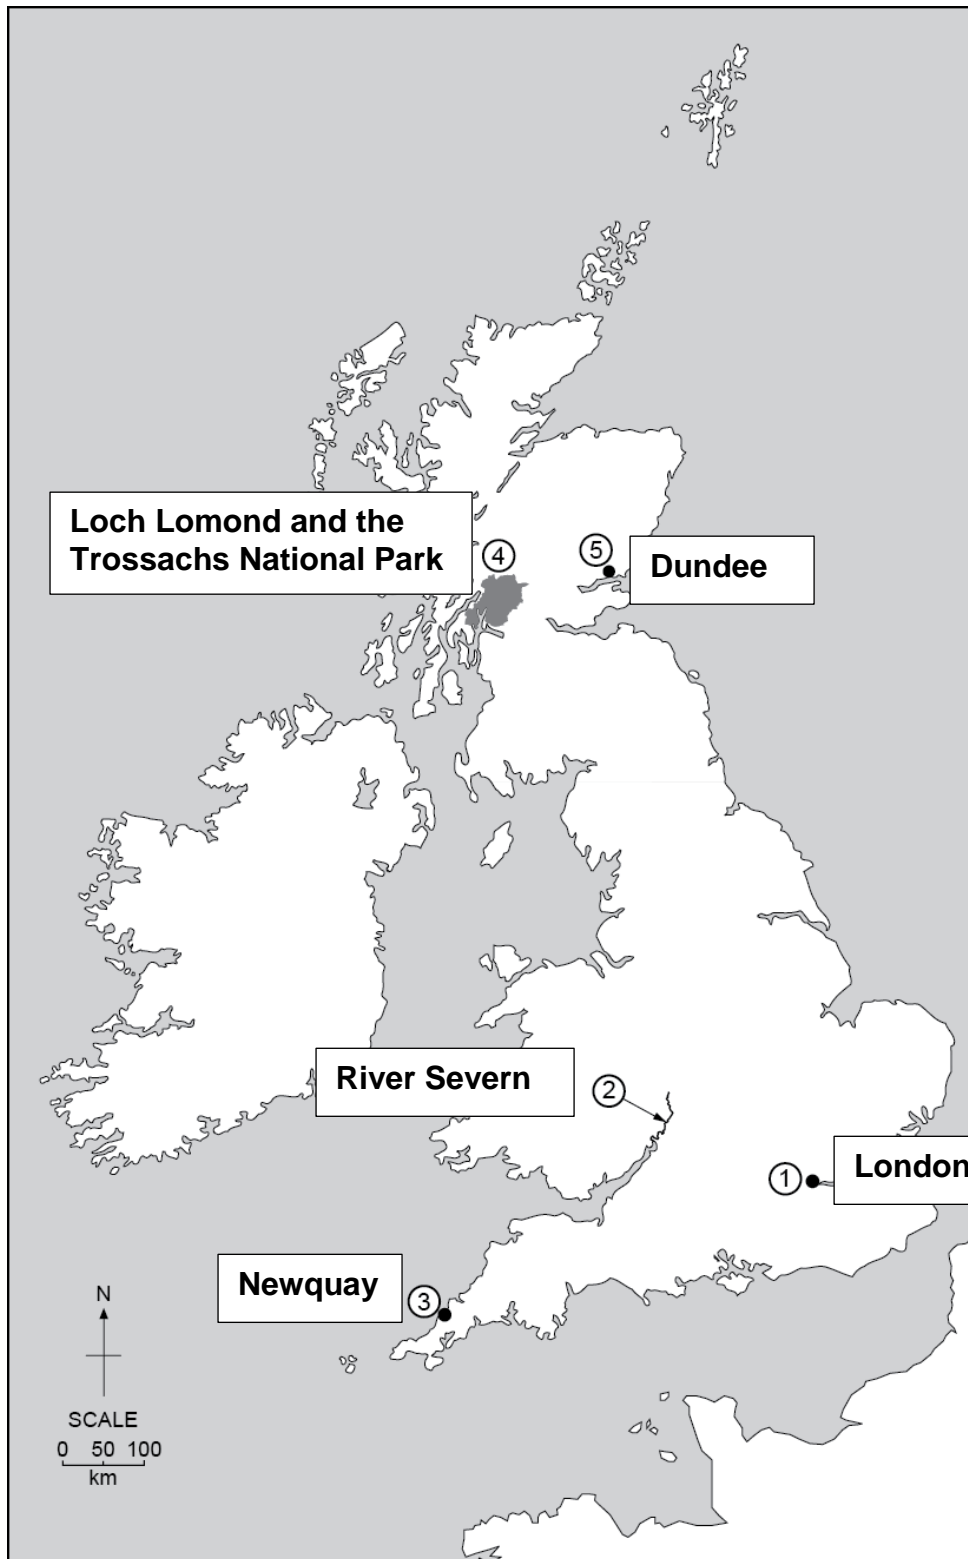 Loch Lomond and the
Trossachs National Park
4
5
Dundee
River Severn
2
1
London
Newquay
3
N
SCALE
0 50 100
km